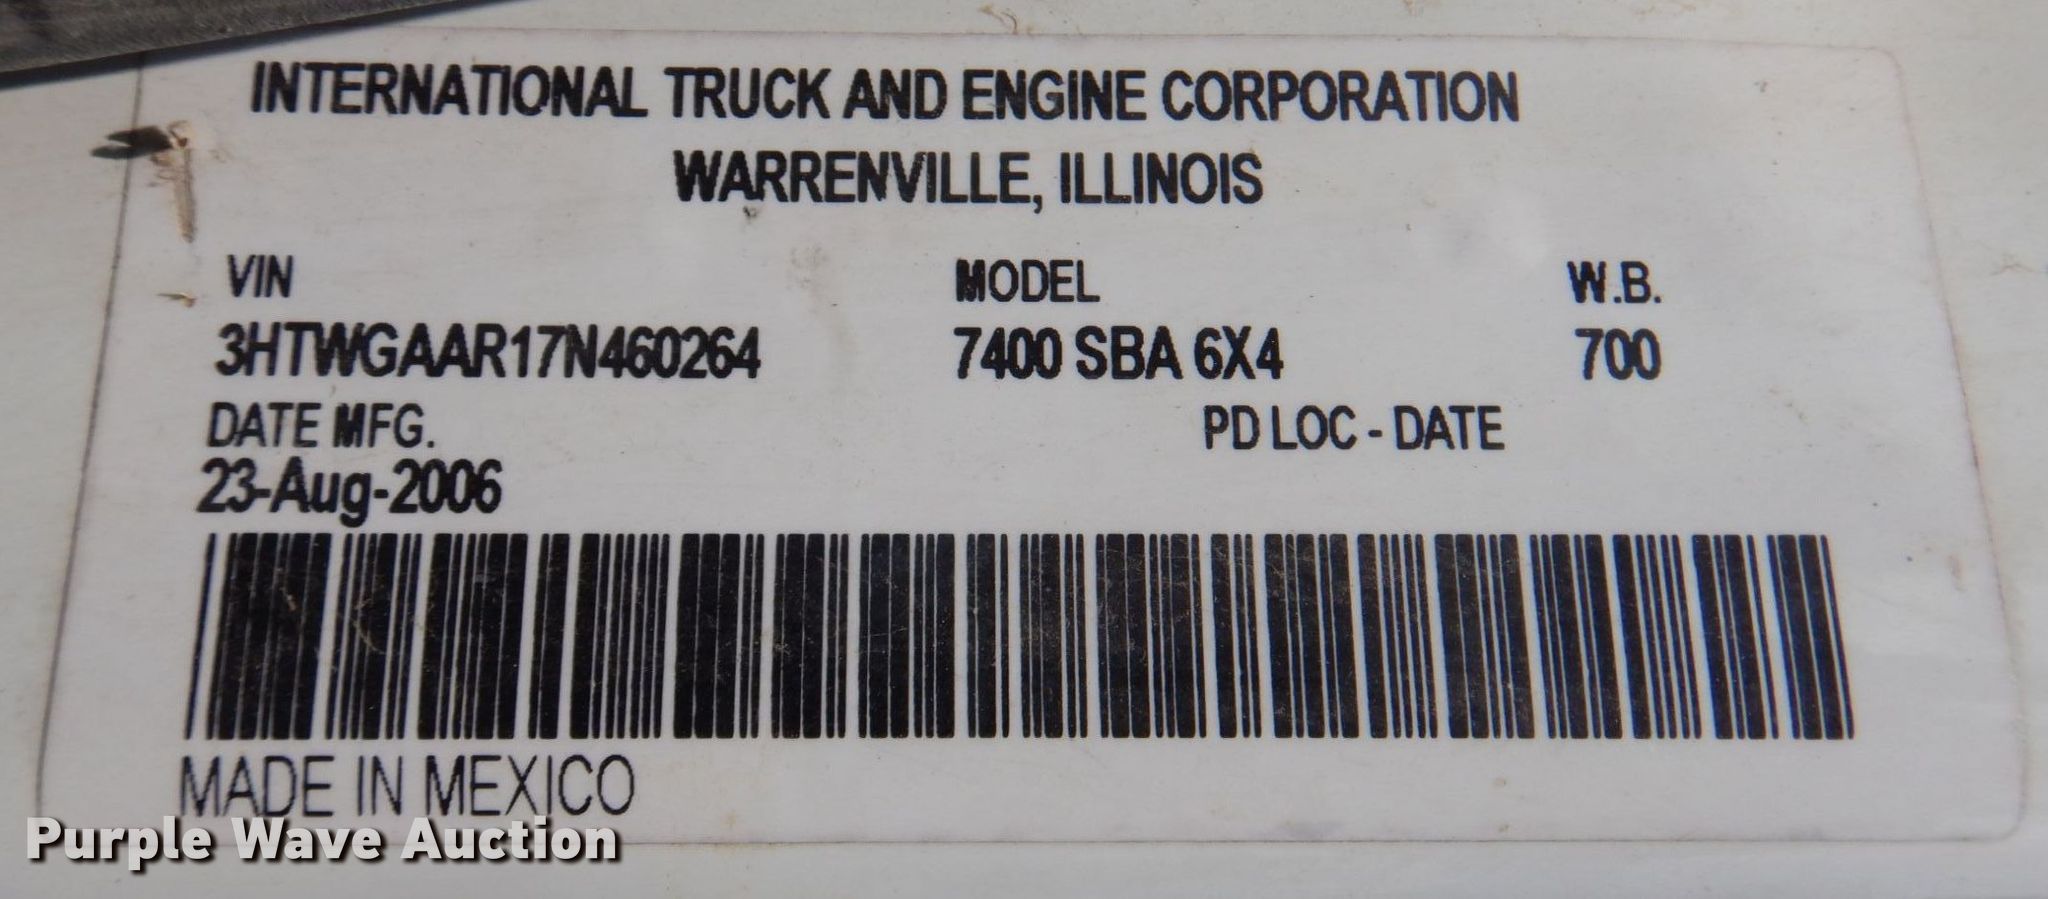 INTERNATIONAL TRUCK AND ENGINE CORPORATION
WARRENVILLE, ILLINOIS
VIN MODEL W.B.
3HTWGAAR17N460264 7400 SBA 6X4 700
DATE MFG. PD LOC - DATE
23-Aug-2006
MADE IN MEXICO
Purple Wave Auction